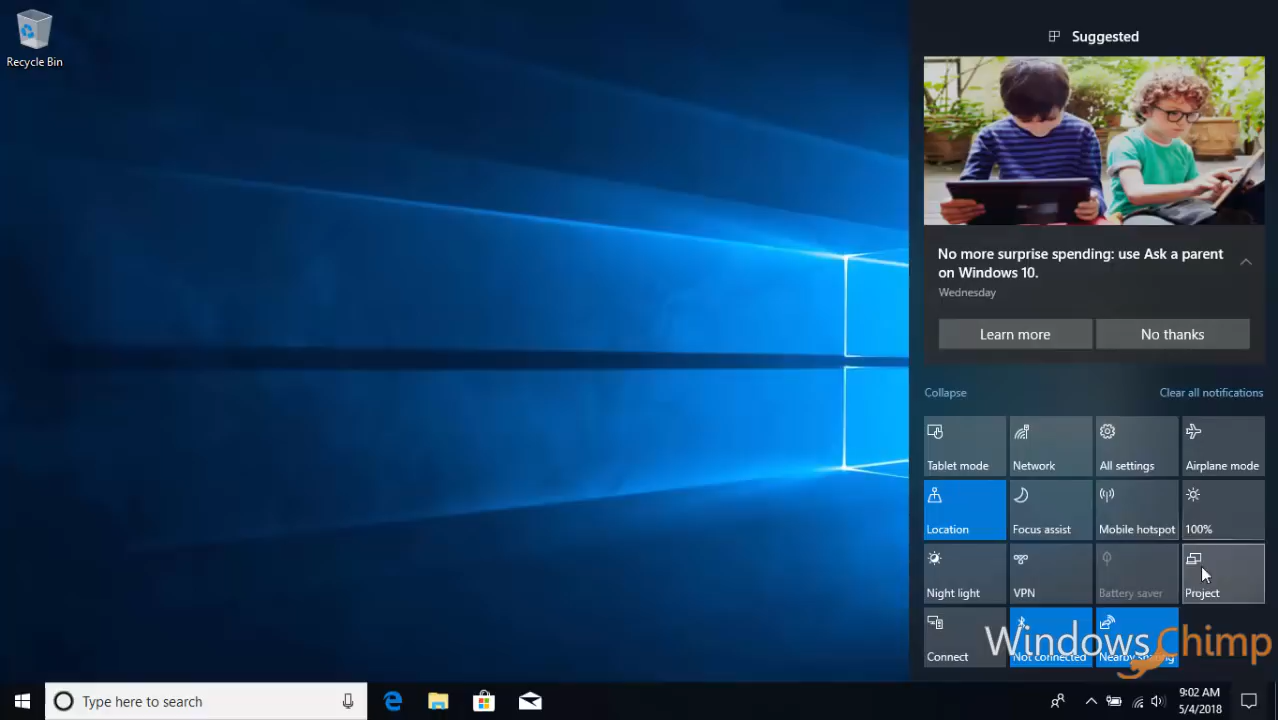 Recycle Bin
Suggested
No more surprise spending: use Ask a parent
on Windows 10.
Wednesday
Learn more
No thanks
Collapse
Clear all notifications
Tablet mode
Network
All settings
Airplane mode
Location
Focus assist
Mobile hotspot
100%
Night light
VPN
Battery saver
Project
Connect
Not connected
Nearby sharing
WindowsChimp
Type here to search
9:02 AM
5/4/2018